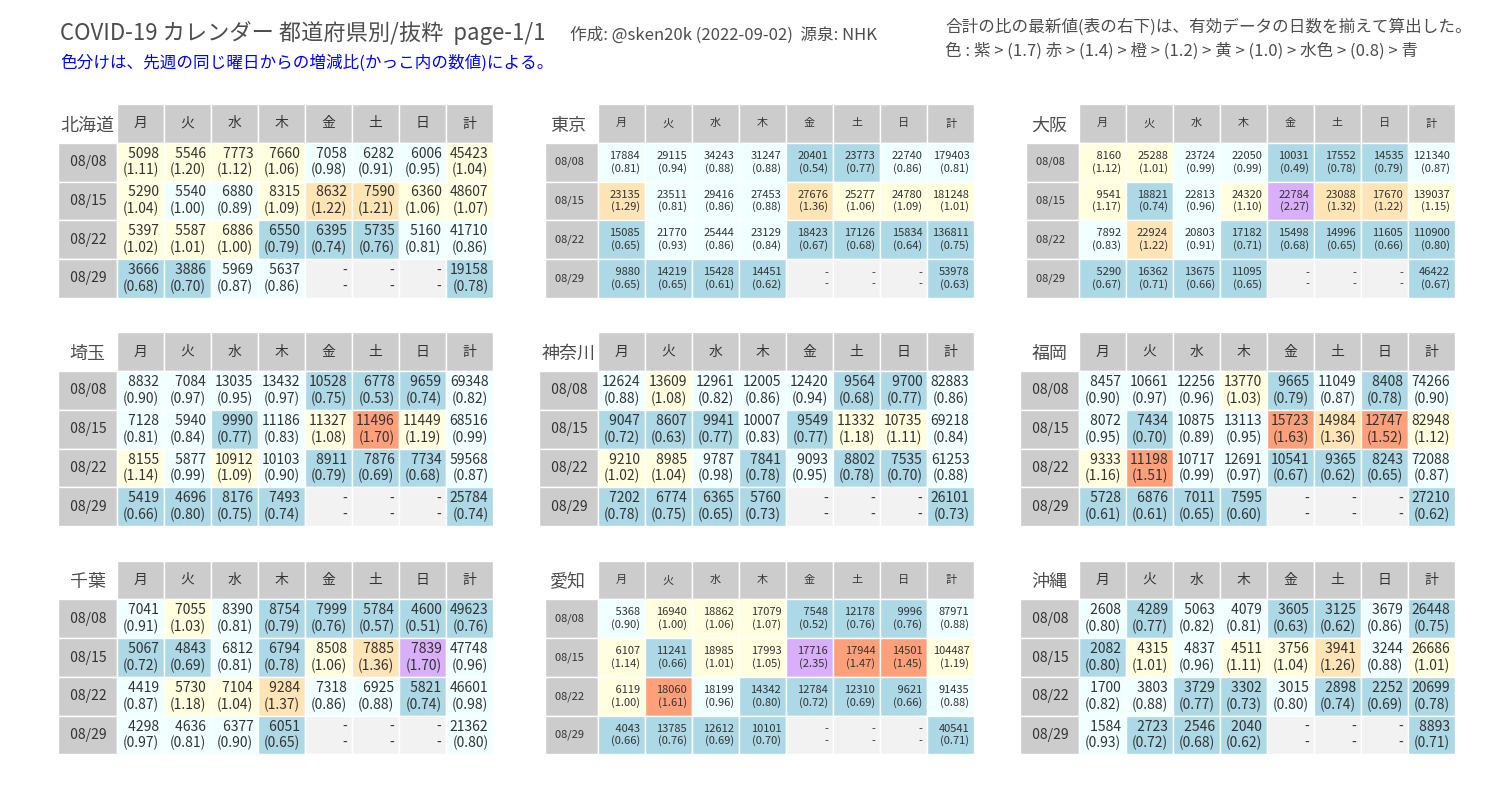 COVID-19 カレンダー 都道府県別/抜粋 page-1/1 作成: @sken20k (2022-09-02) 源泉: NHK
合計の比の最新値(表の右下)は、有効データの日数を揃えて算出した。
色分けは、先週の同じ曜日からの増減比(かっこ内の数値)による。
色 : 紫 > (1.7) 赤 > (1.4) > 橙 > (1.2) > 黄 > (1.0) > 水色 > (0.8) > 青
北海道 月 火 水 木 金 土 日 計
08/08 5098 5546 7773 7660 7058 6282 6006 45423
(1.11) (1.20) (1.12) (1.06) (0.98) (0.91) (0.95) (1.04)
08/15 5290 5540 6880 8315 8632 7590 6360 48607
(1.04) (1.00) (0.89) (1.09) (1.22) (1.21) (1.06) (1.07)
08/22 5397 5587 6886 6550 6395 5735 5160 41710
(1.02) (1.01) (1.00) (0.79) (0.74) (0.76) (0.81) (0.86)
08/29 3666 3886 5969 5637 - - - 19158
(0.68) (0.70) (0.87) (0.86) - - - (0.78)
東京 月 火 水 木 金 土 日 計
08/08 17884 29115 34243 31247 20401 23773 22740 179403
(0.81) (0.94) (0.88) (0.88) (0.54) (0.77) (0.86) (0.81)
08/15 23135 23511 29416 27453 27676 25277 24780 181248
(1.29) (0.81) (0.86) (0.88) (1.36) (1.06) (1.09) (1.01)
08/22 15085 21770 25444 23129 18423 17126 15834 136811
(0.65) (0.93) (0.86) (0.84) (0.67) (0.68) (0.64) (0.75)
08/29 9880 14219 15428 14451 - - - 53978
(0.65) (0.65) (0.61) (0.62) - - - (0.63)
大阪 月 火 水 木 金 土 日 計
08/08 8160 25288 23724 22050 10031 17552 14535 121340
(1.12) (1.01) (0.99) (0.99) (0.49) (0.78) (0.79) (0.87)
08/15 9541 18821 22813 24320 22784 23088 17670 139037
(1.17) (0.74) (0.96) (1.10) (2.27) (1.32) (1.22) (1.15)
08/22 7892 22924 20803 17182 15498 14996 11605 110900
(0.83) (1.22) (0.91) (0.71) (0.68) (0.65) (0.66) (0.80)
08/29 5290 16362 13675 11095 - - - 46422
(0.67) (0.71) (0.66) (0.65) - - - (0.67)
埼玉 月 火 水 木 金 土 日 計
08/08 8832 7084 13035 13432 10528 6778 9659 69348
(0.90) (0.97) (0.95) (0.97) (0.75) (0.53) (0.74) (0.82)
08/15 7128 5940 9990 11186 11327 11496 11449 68516
(0.81) (0.84) (0.77) (0.83) (1.08) (1.70) (1.19) (0.99)
08/22 8155 5877 10912 10103 8911 7876 7734 59568
(1.14) (0.99) (1.09) (0.90) (0.79) (0.69) (0.68) (0.87)
08/29 5419 4696 8176 7493 - - - 25784
(0.66) (0.80) (0.75) (0.74) - - - (0.74)
神奈川 月 火 水 木 金 土 日 計
08/08 12624 13609 12961 12005 12420 9564 9700 82883
(0.88) (1.08) (0.82) (0.86) (0.94) (0.68) (0.77) (0.86)
08/15 9047 8607 9941 10007 9549 11332 10735 69218
(0.72) (0.63) (0.77) (0.83) (0.77) (1.18) (1.11) (0.84)
08/22 9210 8985 9787 7841 9093 8802 7535 61253
(1.02) (1.04) (0.98) (0.78) (0.95) (0.78) (0.70) (0.88)
08/29 7202 6774 6365 5760 - - - 26101
(0.78) (0.75) (0.65) (0.73) - - - (0.73)
福岡 月 火 水 木 金 土 日 計
08/08 8457 10661 12256 13770 9665 11049 8408 74266
(0.90) (0.97) (0.96) (1.03) (0.79) (0.87) (0.78) (0.90)
08/15 8072 7434 10875 13113 15723 14984 12747 82948
(0.95) (0.70) (0.89) (0.95) (1.63) (1.36) (1.52) (1.12)
08/22 9333 11198 10717 12691 10541 9365 8243 72088
(1.16) (1.51) (0.99) (0.97) (0.67) (0.62) (0.65) (0.87)
08/29 5728 6876 7011 7595 - - - 27210
(0.61) (0.61) (0.65) (0.60) - - - (0.62)
千葉 月 火 水 木 金 土 日 計
08/08 7041 7055 8390 8754 7999 5784 4600 49623
(0.91) (1.03) (0.81) (0.79) (0.76) (0.57) (0.51) (0.76)
08/15 5067 4843 6812 6794 8508 7885 7839 47748
(0.72) (0.69) (0.81) (0.78) (1.06) (1.36) (1.70) (0.96)
08/22 4419 5730 7104 9284 7318 6925 5821 46601
(0.87) (1.18) (1.04) (1.37) (0.86) (0.88) (0.74) (0.98)
08/29 4298 4636 6377 6051 - - - 21362
(0.97) (0.81) (0.90) (0.65) - - - (0.80)
愛知 月 火 水 木 金 土 日 計
08/08 5368 16940 18862 17079 7548 12178 9996 87971
(0.90) (1.00) (1.06) (1.07) (0.52) (0.76) (0.76) (0.88)
08/15 6107 11241 18985 17993 17716 17944 14501 104487
(1.14) (0.66) (1.01) (1.05) (2.35) (1.47) (1.45) (1.19)
08/22 6119 18060 18199 14342 12784 12310 9621 91435
(1.00) (1.61) (0.96) (0.80) (0.72) (0.69) (0.66) (0.88)
08/29 4043 13785 12612 10101 - - - 40541
(0.66) (0.76) (0.69) (0.70) - - - (0.71)
沖縄 月 火 水 木 金 土 日 計
08/08 2608 4289 5063 4079 3605 3125 3679 26448
(0.80) (0.77) (0.82) (0.81) (0.63) (0.62) (0.86) (0.75)
08/15 2082 4315 4837 4511 3756 3941 3244 26686
(0.80) (1.01) (0.96) (1.11) (1.04) (1.26) (0.88) (1.01)
08/22 1700 3803 3729 3302 3015 2898 2252 20699
(0.82) (0.88) (0.77) (0.73) (0.80) (0.74) (0.69) (0.78)
08/29 1584 2723 2546 2040 - - - 8893
(0.93) (0.72) (0.68) (0.62) - - - (0.71)